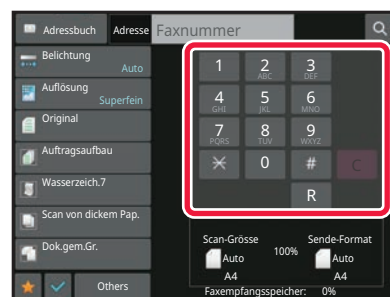 Adressbuch Adresse Faxnummer
Belichtung
Auto
Auflösung
Superfein
Original
Auftragsaufbau
Wasserzeich.7
Scan von dickem Pap.
Dok.gem.Gr.
Others
1 2 3
ABC DEF
4 5 6
GHI JKL MNO
7 8 9
PQRS TUV WXYZ
0 # C
R
Scan-Grösse Sende-Format
Auto 100% Auto
A4 A4
Faxempfangsspeicher: 0%